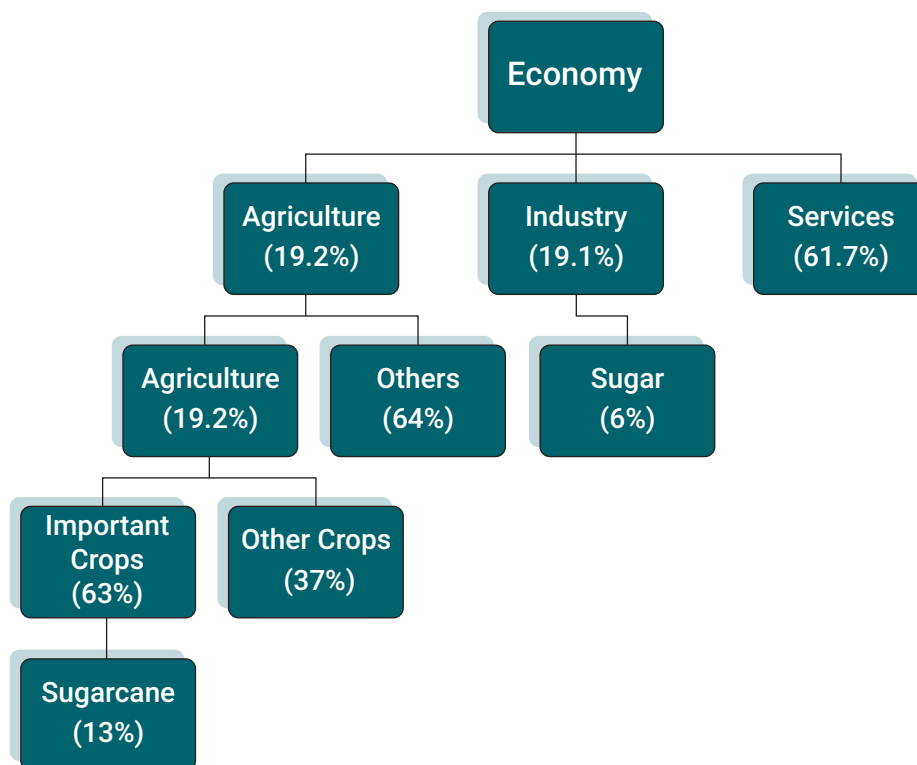 Economy
Agriculture
(19.2%)
Industry
(19.1%)
Services
(61.7%)
Agriculture
(19.2%)
Others
(64%)
Sugar
(6%)
Important
Crops
(63%)
Other Crops
(37%)
Sugarcane
(13%)